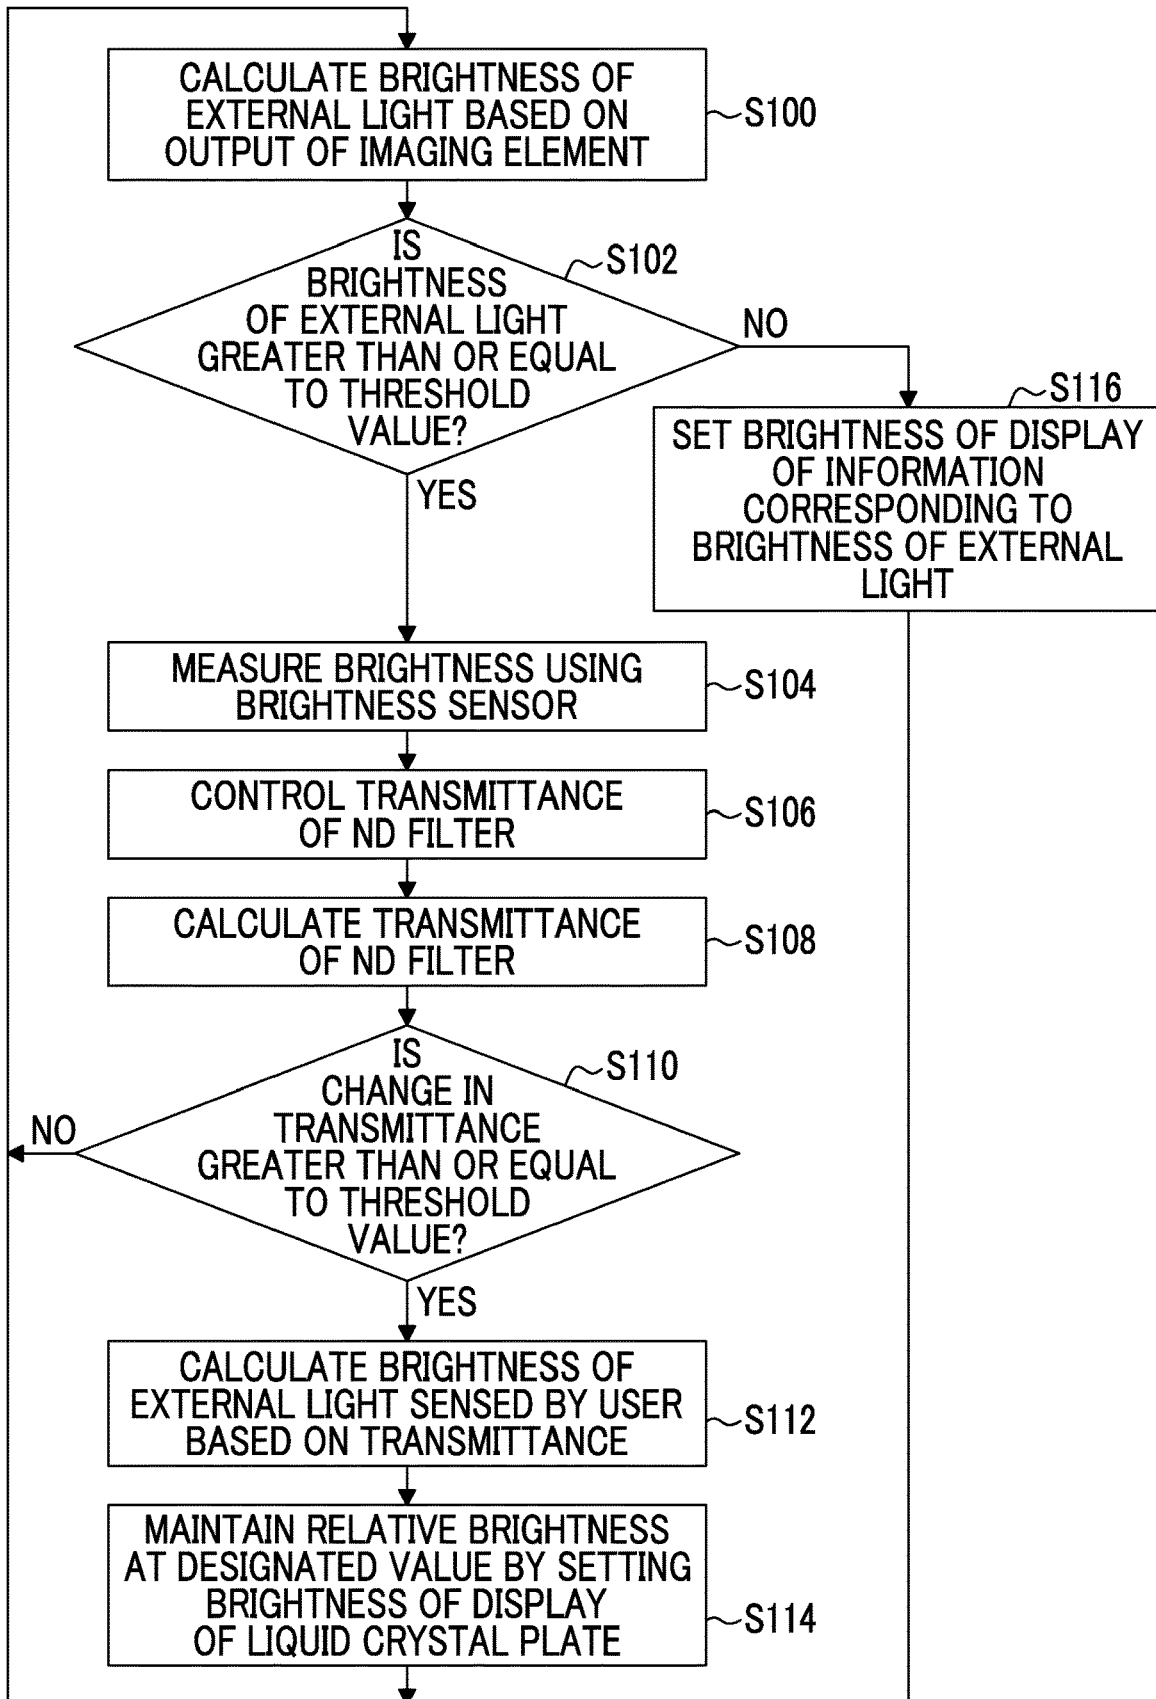 CALCULATE BRIGHTNESS OF
EXTERNAL LIGHT BASED ON
OUTPUT OF IMAGING ELEMENT
S100
IS
BRIGHTNESS
OF EXTERNAL LIGHT
GREATER THAN OR EQUAL
TO THRESHOLD
VALUE?
S102
NO
YES
S116
SET BRIGHTNESS OF DISPLAY
OF INFORMATION
CORRESPONDING TO
BRIGHTNESS OF EXTERNAL
LIGHT
MEASURE BRIGHTNESS USING
BRIGHTNESS SENSOR
S104
CONTROL TRANSMITTANCE
OF ND FILTER
S106
CALCULATE TRANSMITTANCE
OF ND FILTER
S108
IS
CHANGE IN
TRANSMITTANCE
GREATER THAN OR EQUAL
TO THRESHOLD
VALUE?
S110
NO
YES
CALCULATE BRIGHTNESS OF
EXTERNAL LIGHT SENSED BY USER
BASED ON TRANSMITTANCE
S112
MAINTAIN RELATIVE BRIGHTNESS
AT DESIGNATED VALUE BY SETTING
BRIGHTNESS OF DISPLAY
OF LIQUID CRYSTAL PLATE
S114